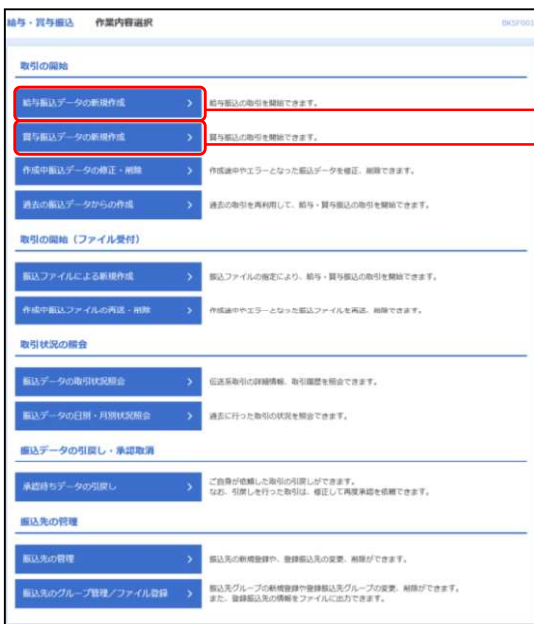 給与・賞与振込 作業内容選択 BKSF001
取引の開始
給与振込データの新規作成 > 給与振込の取引を開始できます。
賞与振込データの新規作成 > 賞与振込の取引を開始できます。
作成中振込データの修正・削除 > 作成途中やエラーとなった振込データを修正、削除できます。
過去の振込データからの作成 > 過去の取引を再利用して、給与・賞与振込の取引を開始できます。
取引の開始（ファイル受付）
振込ファイルによる新規作成 > 振込ファイルの指定により、給与・賞与振込の取引を開始できます。
作成中振込ファイルの再送・削除 > 作成途中やエラーとなった振込ファイルを再送、削除できます。
取引状況の照会
振込データの取引状況照会 > 伝送系取引の詳細情報、取引履歴を照会できます。
振込データの日別・月別状況照会 > 過去に行った取引の状況を照会できます。
振込データの引戻し・承認取消
承認待ちデータの引戻し > ご自身が依頼した取引の引戻しができます。
なお、引戻しを行った取引は、修正して再度承認を依頼できます。
振込先の管理
振込先の管理 > 振込先の新規登録や、登録振込先の変更、削除ができます。
振込先のグループ管理／ファイル登録 > 振込先グループの新規登録や登録振込先グループの変更、削除ができます。
また、登録振込先の情報をファイルに出力できます。